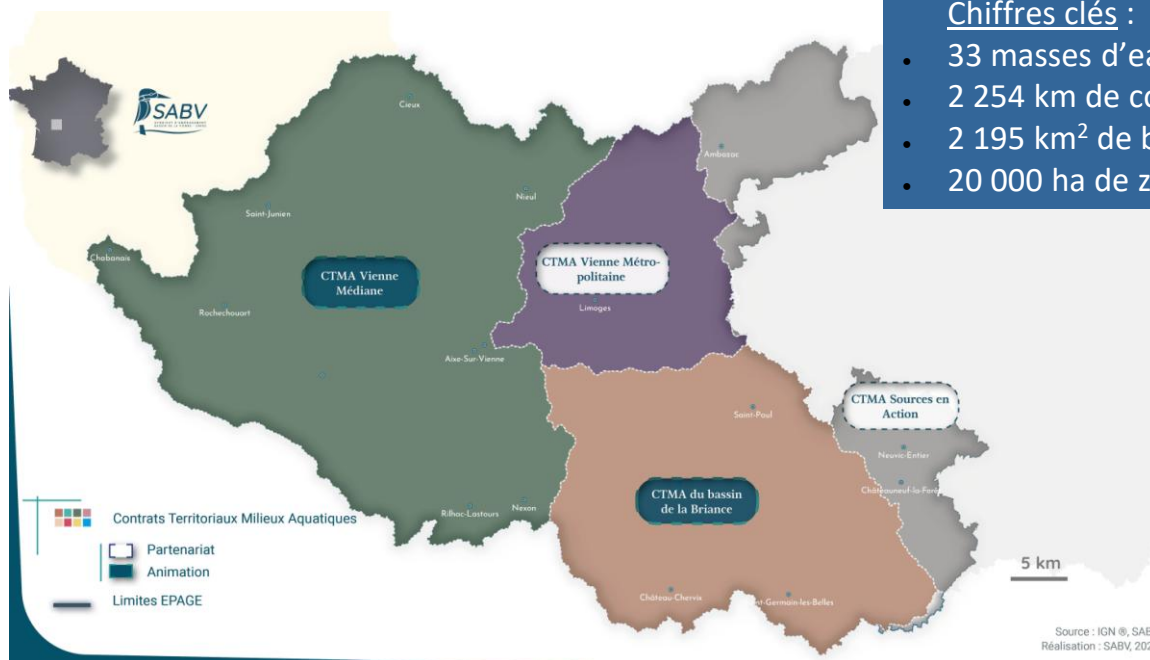 Chiffres clés :
• 33 masses d'ea
• 2 254 km de co
• 2 195 km² de b
• 20 000 ha de z
SABV
Cieux
Ambazac
Nieul
Saint-Junien
Chabanais
CTMA Vienne
Médiane
CTMA Vienne Métro-
politaine
Rochechouart
Limoges
Aixe-Sur-Vienne
CTMA Sources en
Action
Saint-Paul
Neuvic-Entier
Châteauneuf-la-Forê
CTMA du bassin
de la Briance
Rilhac-Lastours
Nexon
Château-Chervix
nt-Germain-les-Belles
Contrats Territoriaux Milieux Aquatiques
Partenariat
Animation
Limites EPAGE
5 km
Source : IGN ®, SAB
Réalisation : SABV, 202